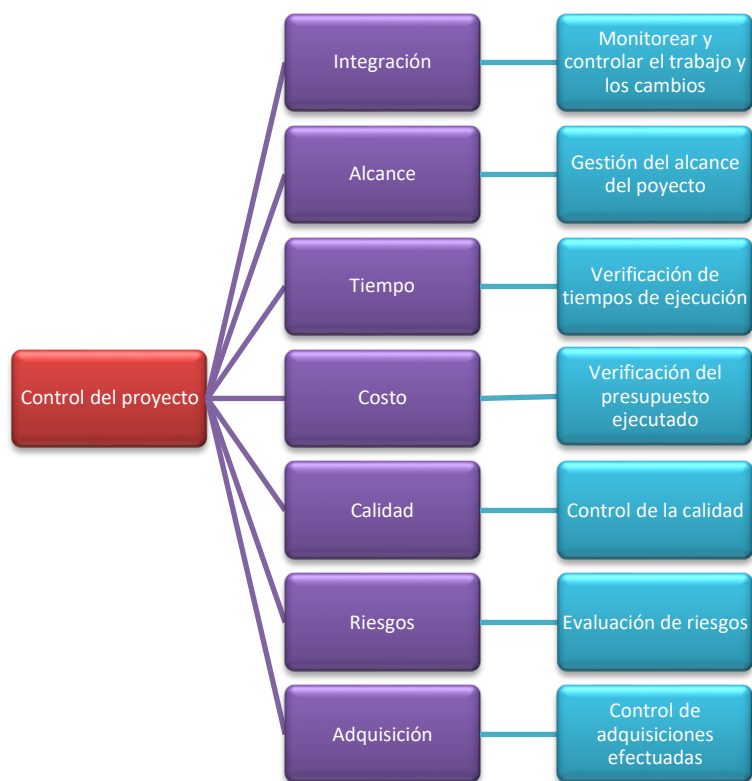 Integración
Monitorear y
controlar el trabajo y
los cambios
Alcance
Gestión del alcance
del poyecto
Tiempo
Verificación de
tiempos de ejecución
Control del proyecto
Costo
Verificación del
presupuesto
ejecutado
Calidad
Control de la calidad
Riesgos
Evaluación de riesgos
Adquisición
Control de
adquisiciones
efectuadas